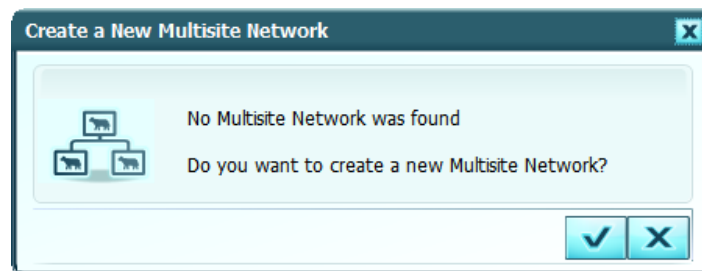 Create a New Multisite Network
No Multisite Network was found
Do you want to create a new Multisite Network?